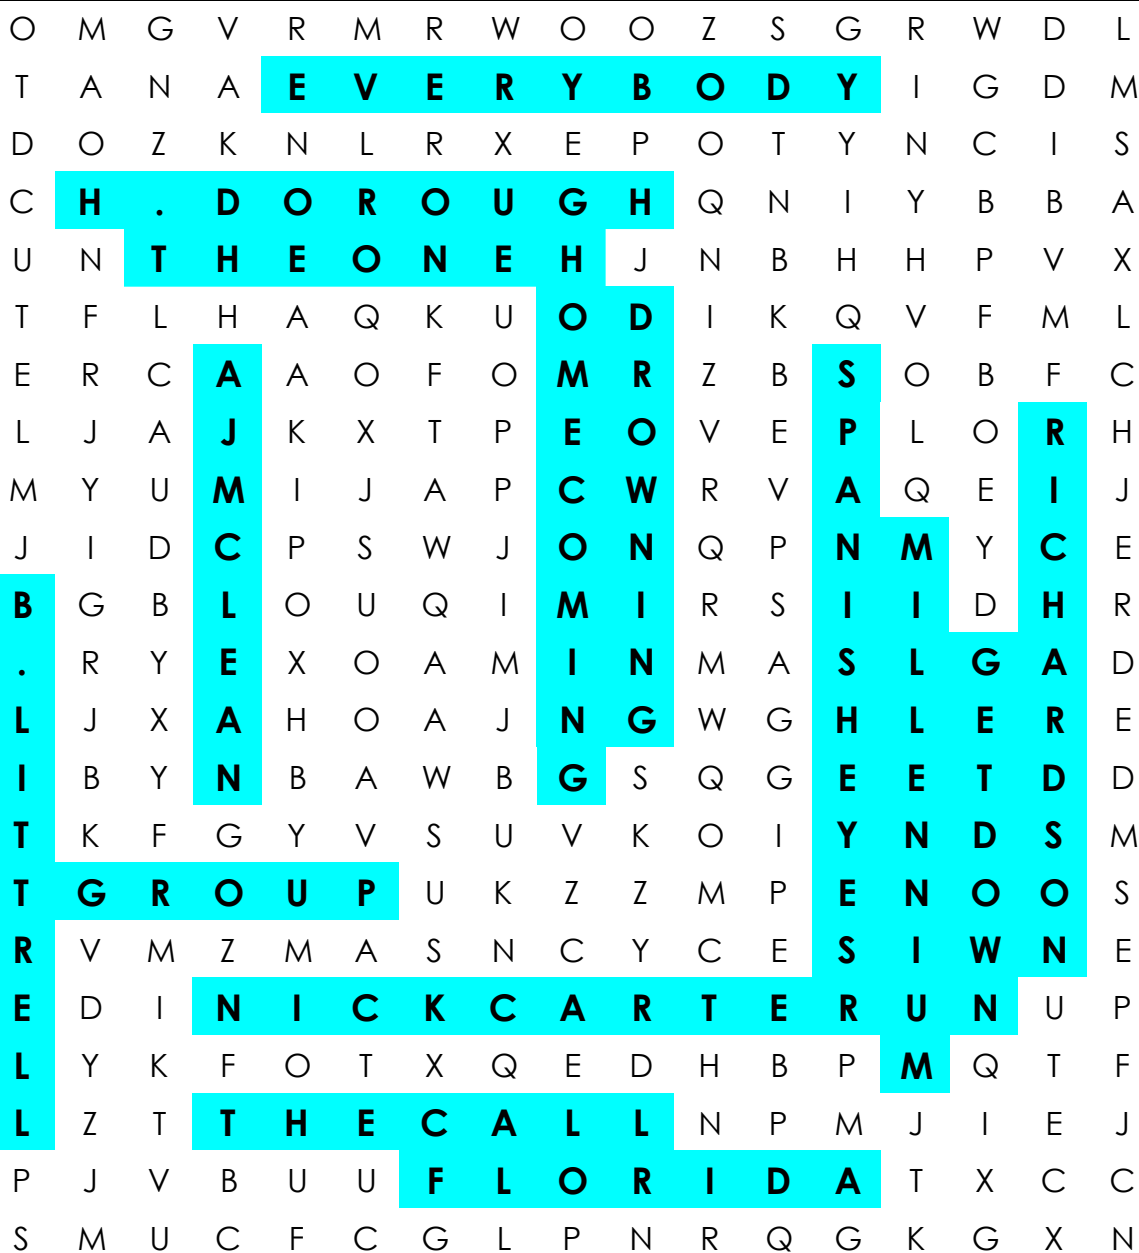 O M G V R M R W O O Z S G R W D L
T A N A E V E R Y B O D Y I G D M
D O Z K N L R X E P O T Y N C I S
C H . D O R O U G H Q N I Y B B A
U N T H E O N E H J N B H H P V X
T F L H A Q K U O D I K Q V F M L
E R C A A O F O M R Z B S O B F C
L J A J K X T P E O V E P L O R H
M Y U M I J A P C W R V A Q E I J
J I D C P S W J O N Q P N M Y C E
B G B L O U Q I M I R S I I D H R
. R Y E X O A M I N M A S L G A D
L J X A H O A J N G W G H L E R E
I B Y N B A W B G S Q G E E T D D
T K F G Y V S U V K O I Y N D S M
T G R O U P U K Z Z M P E N O O S
R V M Z M A S N C Y C E S I W N E
E D I N I C K C A R T E R U N U P
L Y K F O T X Q E D H B P M Q T F
L Z T T H E C A L L N P M J I E J
P J V B U U F L O R I D A T X C C
S M U C F C G L P N R Q G K G X N